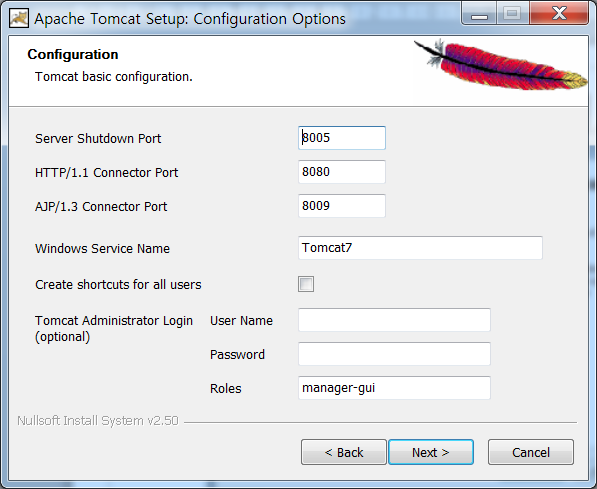 Apache Tomcat Setup: Configuration Options
Configuration
Tomcat basic configuration.
Server Shutdown Port 8005
HTTP/1.1 Connector Port 8080
AJP/1.3 Connector Port 8009
Windows Service Name Tomcat7
Create shortcuts for all users
Tomcat Administrator Login User Name
(optional)
Password
Roles manager-gui
Nullsoft Install System v2.50
< Back Next > Cancel